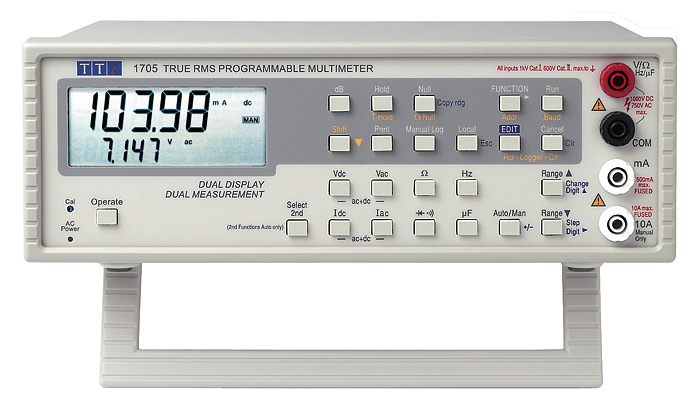 TTi 1705 TRUE RMS PROGRAMMABLE MULTIMETER
All inputs 1kV Cat.I, 600V Cat.II, max.to
V/Ω
Hz/µF
103.98 mA dc
MAN
7.147 V ac
dB Hold Null FUNCTION Run
Copy rdg
T-Hold Ω Null Addr Baud
1000V DC
750V AC
max.
Shift Print Manual Log Local EDIT Cancel
Esc Clr
Rcl - Logger - Clr
COM
DUAL DISPLAY
DUAL MEASUREMENT
Vdc Vac Ω Hz Range ▲
ac+dc
Change
Digit ▲
mA
500mA
max.
FUSED
Cal
Operate
AC
Power
Select
2nd
(2nd Functions Auto only)
Idc Iac µF Auto/Man Range ▼
ac+dc
+/–
Step
Digit ►
10A max.
FUSED
10A
Manual
Only